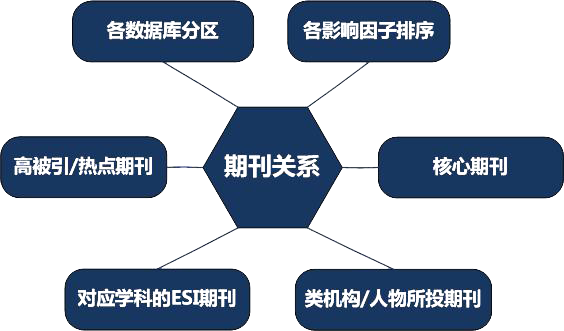 各数据库分区
各影响因子排序
高被引/热点期刊
期刊关系
核心期刊
对应学科的ESI期刊
类机构/人物所投期刊